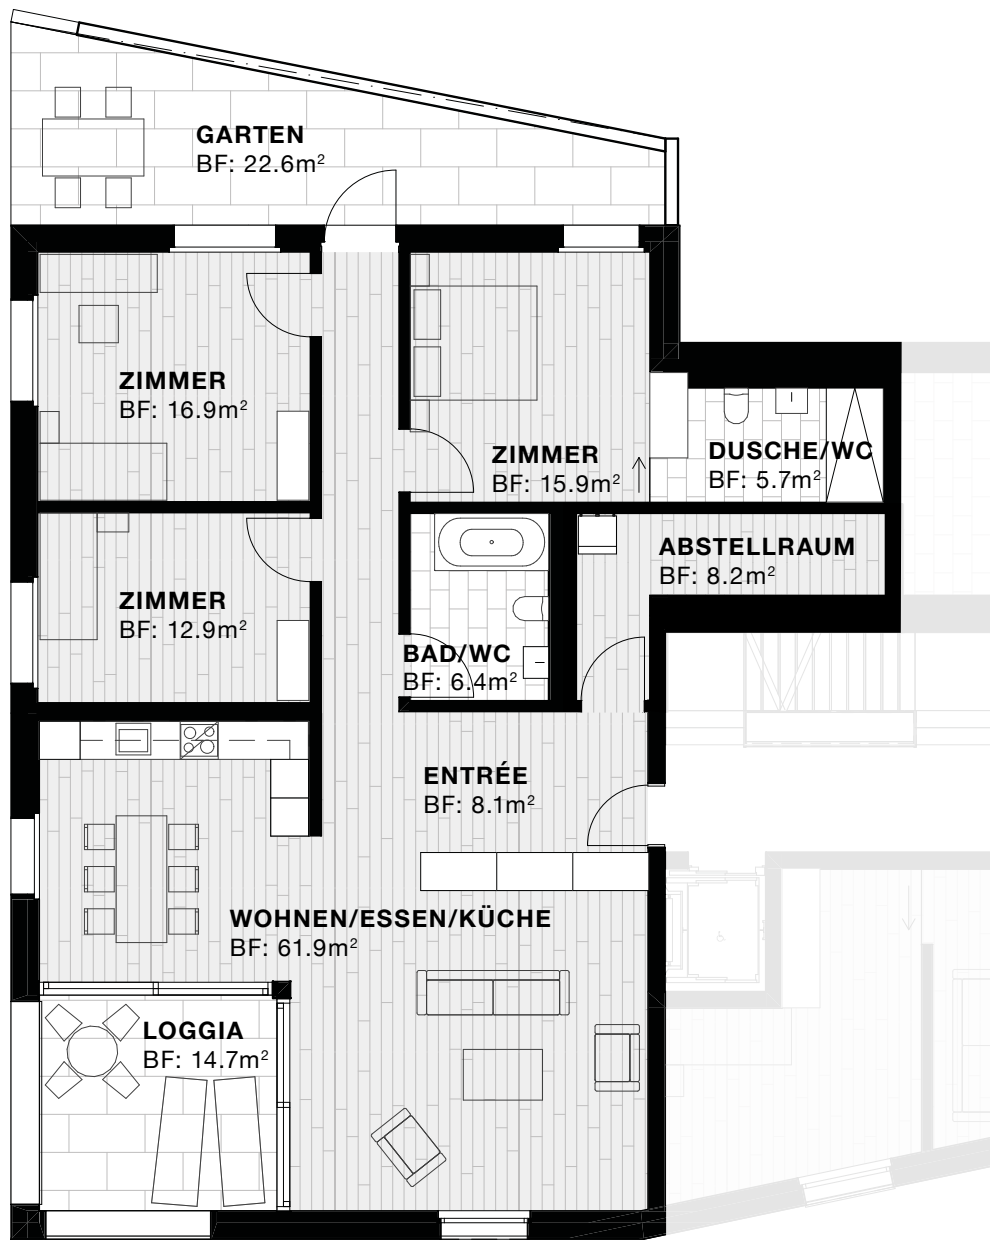 GARTEN
BF: 22.6m²
ZIMMER
BF: 16.9m²
ZIMMER
BF: 15.9m²
DUSCHE/WC
BF: 5.7m²
ABSTELLRAUM
BF: 8.2m²
ZIMMER
BF: 12.9m²
BAD/WC
BF: 6.4m²
ENTRÉE
BF: 8.1m²
WOHNEN/ESSEN/KÜCHE
BF: 61.9m²
LOGGIA
BF: 14.7m²